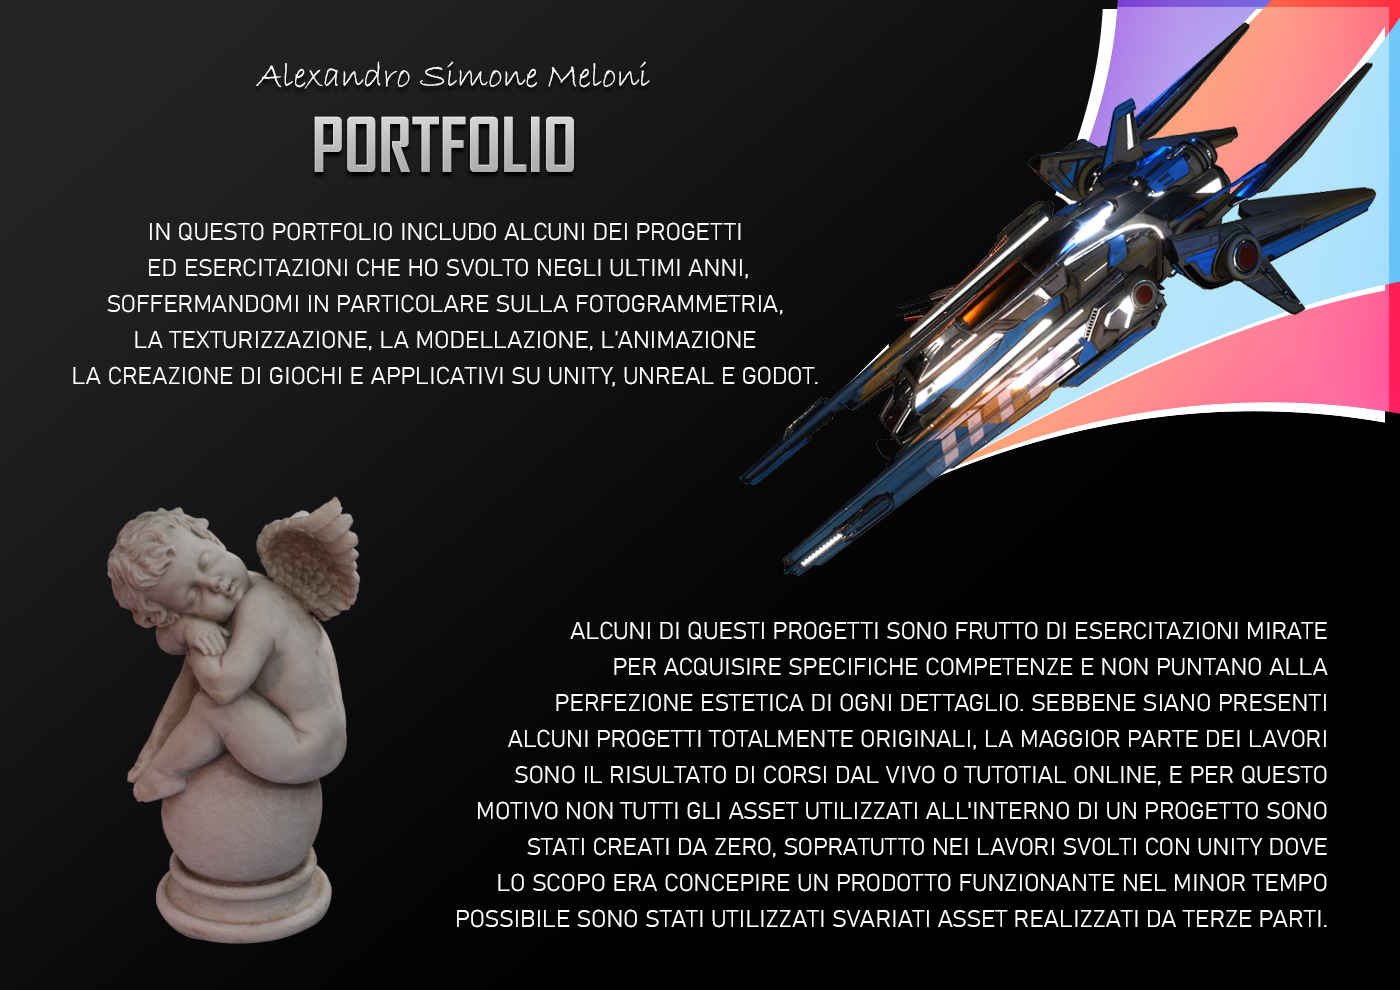 Alexandro Simone Meloni
PORTFOLIO
IN QUESTO PORTFOLIO INCLUDO ALCUNI DEI PROGETTI
ED ESERCITAZIONI CHE HO SVOLTO NEGLI ULTIMI ANNI,
SOFFERMANDOMI IN PARTICOLARE SULLA FOTOGRAMMETRIA,
LA TEXTURIZZAZIONE, LA MODELLAZIONE, L'ANIMAZIONE
LA CREAZIONE DI GIOCHI E APPLICATIVI SU UNITY, UNREAL E GODOT.
ALCUNI DI QUESTI PROGETTI SONO FRUTTO DI ESERCITAZIONI MIRATE
PER ACQUISIRE SPECIFICHE COMPETENZE E NON PUNTANO ALLA
PERFEZIONE ESTETICA DI OGNI DETTAGLIO. SEBBENE SIANO PRESENTI
ALCUNI PROGETTI TOTALMENTE ORIGINALI, LA MAGGIOR PARTE DEI LAVORI
SONO IL RISULTATO DI CORSI DAL VIVO O TUTOTIAL ONLINE, E PER QUESTO
MOTIVO NON TUTTI GLI ASSET UTILIZZATI ALL'INTERNO DI UN PROGETTO SONO
STATI CREATI DA ZERO, SOPRATUTTO NEI LAVORI SVOLTI CON UNITY DOVE
LO SCOPO ERA CONCEPIRE UN PRODOTTO FUNZIONANTE NEL MINOR TEMPO
POSSIBILE SONO STATI UTILIZZATI SVARIATI ASSET REALIZZATI DA TERZE PARTI.